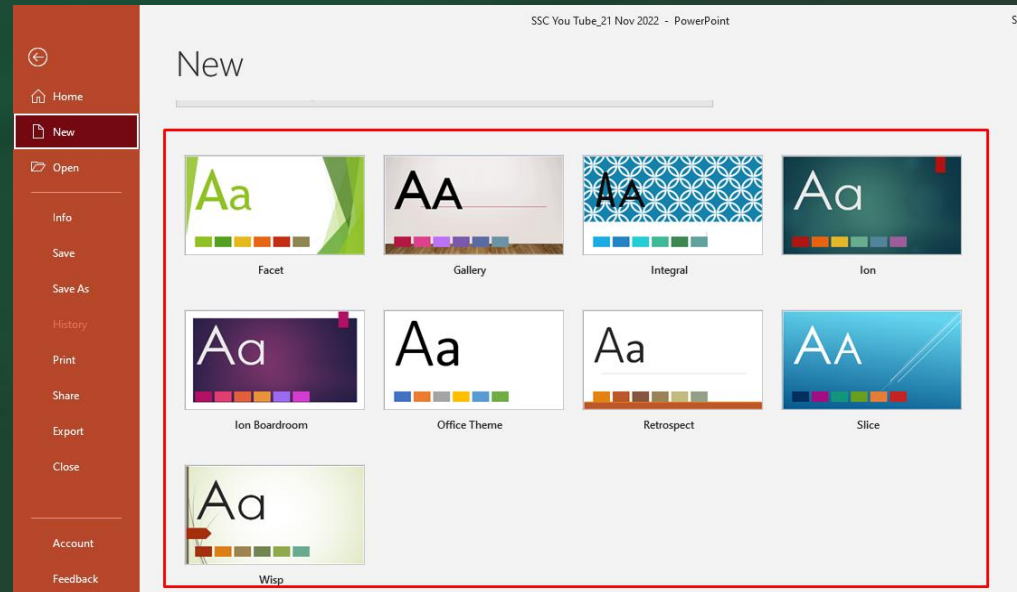 SSC You Tube_21 Nov 2022 - PowerPoint
S
New
Home
New
Open
Info
Save
Save As
History
Print
Share
Export
Close
Account
Feedback
Aa
AA
AA
Aa
Facet
Gallery
Integral
Ion
Aa
Aa
Aa
AA
Ion Boardroom
Office Theme
Retrospect
Slice
Aa
Wisp